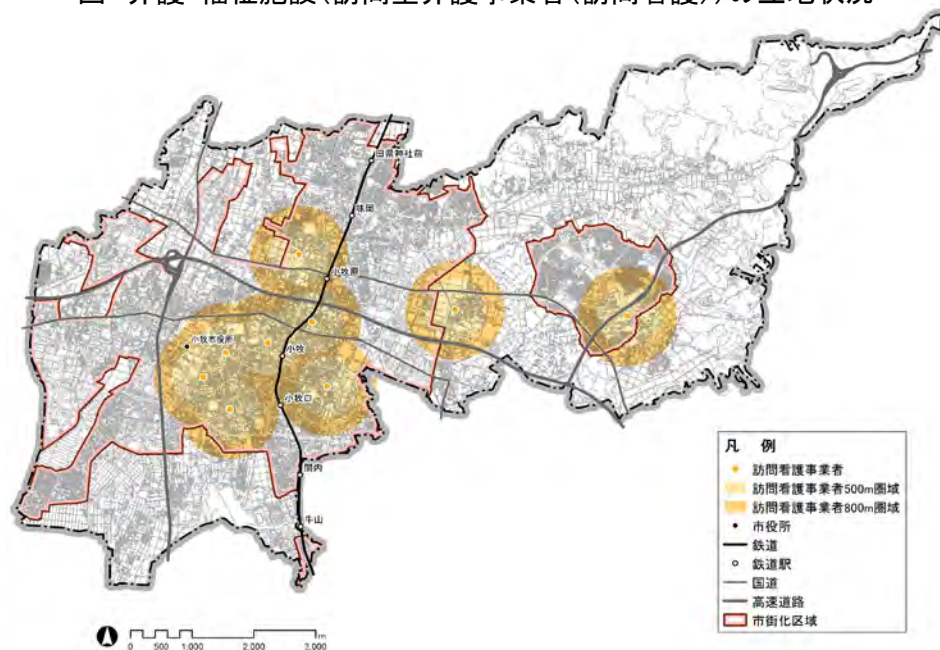 図 介護・福祉施設（訪問型介護事業者（訪問看護））の立地状況
田県神社前
味岡
小牧原
小牧市役所
小牧
小牧口
間内
牛山
凡 例
訪問看護事業者
訪問看護事業者500m圏域
訪問看護事業者800m圏域
市役所
鉄道
鉄道駅
国道
高速道路
市街化区域
0 500 1,000 2,000 3,000 m